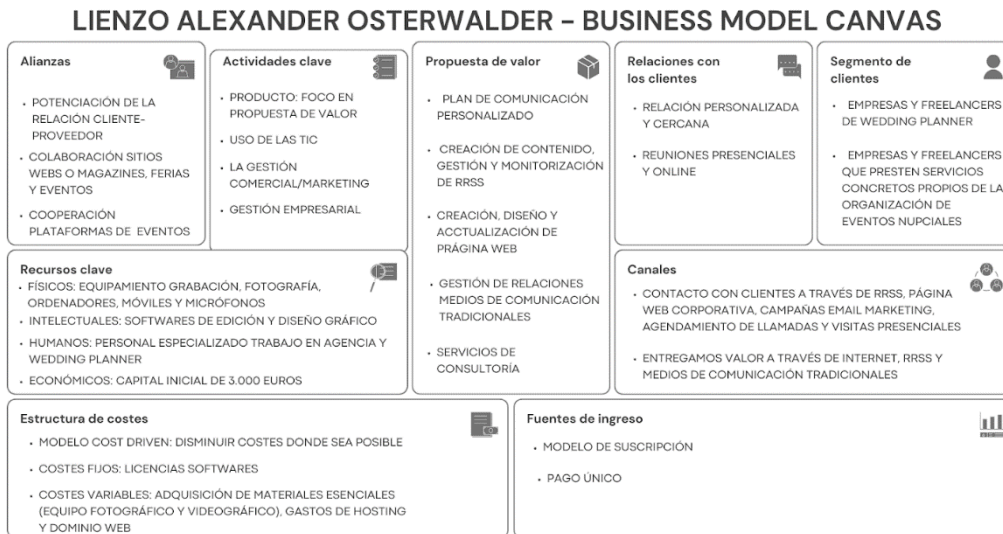 LIENZO ALEXANDER OSTERWALDER – BUSINESS MODEL CANVAS
Alianzas
• POTENCIACIÓN DE LA
RELACIÓN CLIENTE-
PROVEEDOR
• COLABORACIÓN SITIOS
WEBS O MAGAZINES, FERIAS
Y EVENTOS
• COOPERACIÓN
PLATAFORMAS DE EVENTOS
Actividades clave
• PRODUCTO: FOCO EN
PROPUESTA DE VALOR
• USO DE LAS TIC
• LA GESTIÓN
COMERCIAL/MARKETING
• GESTIÓN EMPRESARIAL
Propuesta de valor
• PLAN DE COMUNICACIÓN
PERSONALIZADO
• CREACIÓN DE CONTENIDO,
GESTIÓN Y MONITORIZACIÓN
DE RRSS
• CREACIÓN, DISEÑO Y
ACCTUALIZACIÓN DE
PRÁGINA WEB
• GESTIÓN DE RELACIONES
MEDIOS DE COMUNICACIÓN
TRADICIONALES
• SERVICIOS DE
CONSULTORÍA
Relaciones con
los clientes
• RELACIÓN PERSONALIZADA
Y CERCANA
• REUNIONES PRESENCIALES
Y ONLINE
Segmento de
clientes
• EMPRESAS Y FREELANCERS
DE WEDDING PLANNER
• EMPRESAS Y FREELANCERS
QUE PRESTEN SERVICIOS
CONCRETOS PROPIOS DE LA
ORGANIZACIÓN DE
EVENTOS NUPCIALES
Recursos clave
• FÍSICOS: EQUIPAMIENTO GRABACIÓN, FOTOGRAFÍA,
ORDENADORES, MÓVILES Y MICRÓFONOS
• INTELECTUALES: SOFTWARES DE EDICIÓN Y DISEÑO GRÁFICO
• HUMANOS: PERSONAL ESPECIALIZADO TRABAJO EN AGENCIA Y
WEDDING PLANNER
• ECONÓMICOS: CAPITAL INICIAL DE 3.000 EUROS
Canales
• CONTACTO CON CLIENTES A TRAVÉS DE RRSS, PÁGINA
WEB CORPORATIVA, CAMPAÑAS EMAIL MARKETING,
AGENDAMIENTO DE LLAMADAS Y VISITAS PRESENCIALES
• ENTREGAMOS VALOR A TRAVÉS DE INTERNET, RRSS Y
MEDIOS DE COMUNICACIÓN TRADICIONALES
Estructura de costes
• MODELO COST DRIVEN: DISMINUIR COSTES DONDE SEA POSIBLE
• COSTES FIJOS: LICENCIAS SOFTWARES
• COSTES VARIABLES: ADQUISICIÓN DE MATERIALES ESENCIALES
(EQUIPO FOTOGRÁFICO Y VIDEOGRÁFICO), GASTOS DE HOSTING
Y DOMINIO WEB
Fuentes de ingreso
• MODELO DE SUSCRIPCIÓN
• PAGO ÚNICO